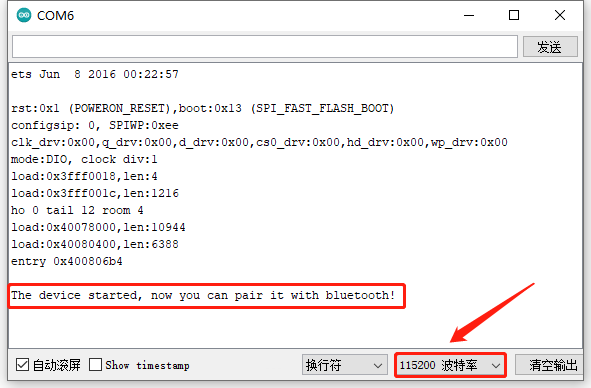 COM6
发送
ets Jun  8 2016 00:22:57
rst:0x1 (POWERON_RESET),boot:0x13 (SPI_FAST_FLASH_BOOT)
configsip: 0, SPIWP:0xee
clk_drv:0x00,q_drv:0x00,d_drv:0x00,cs0_drv:0x00,hd_drv:0x00,wp_drv:0x00
mode:DIO, clock div:1
load:0x3fff0018,len:4
load:0x3fff001c,len:1216
ho 0 tail 12 room 4
load:0x40078000,len:10944
load:0x40080400,len:6388
entry 0x400806b4
The device started, now you can pair it with bluetooth!
自动滚屏 Show timestamp 换行符 115200 波特率 清空输出